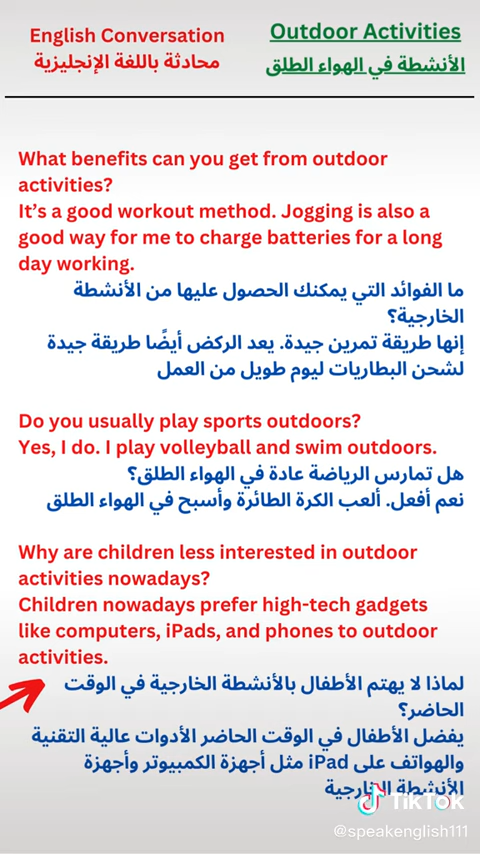 English Conversation
محادثة باللغة الإنجليزية
Outdoor Activities
الأنشطة في الهواء الطلق
What benefits can you get from outdoor
activities?
It's a good workout method. Jogging is also a
good way for me to charge batteries for a long
day working.
ما الفوائد التي يمكنك الحصول عليها من الأنشطة
الخارجية؟
إنها طريقة تمرين جيدة. يعد الركض أيضًا طريقة جيدة
لشحن البطاريات ليوم طويل من العمل
Do you usually play sports outdoors?
Yes, I do. I play volleyball and swim outdoors.
هل تمارس الرياضة عادة في الهواء الطلق؟
نعم أفعل. ألعب الكرة الطائرة وأسبح في الهواء الطلق
Why are children less interested in outdoor
activities nowadays?
Children nowadays prefer high-tech gadgets
like computers, iPads, and phones to outdoor
activities.
لماذا لا يهتم الأطفال بالأنشطة الخارجية في الوقت
الحاضر؟
يفضل الأطفال في الوقت الحاضر الأدوات عالية التقنية
مثل أجهزة الكمبيوتر وأجهزة iPad والهواتف على
الأنشطة الخارجية
TikTok
@speakenglish111